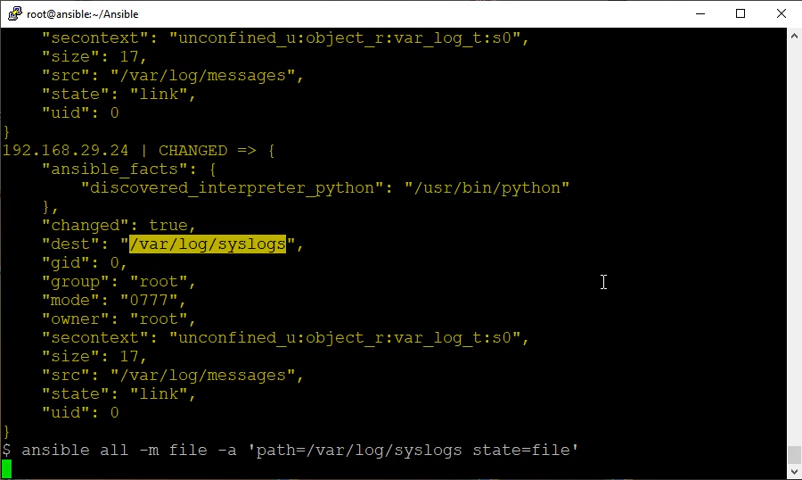 root@ansible:~/Ansible
"secontext": "unconfined_u:object_r:var_log_t:s0",
"size": 17,
"src": "/var/log/messages",
"state": "link",
"uid": 0
}
192.168.29.24 | CHANGED => {
"ansible_facts": {
"discovered_interpreter_python": "/usr/bin/python"
},
"changed": true,
"dest": "/var/log/syslogs",
"gid": 0,
"group": "root",
"mode": "0777",
"owner": "root",
"secontext": "unconfined_u:object_r:var_log_t:s0",
"size": 17,
"src": "/var/log/messages",
"state": "link",
"uid": 0
}
$ ansible all -m file -a 'path=/var/log/syslogs state=file'